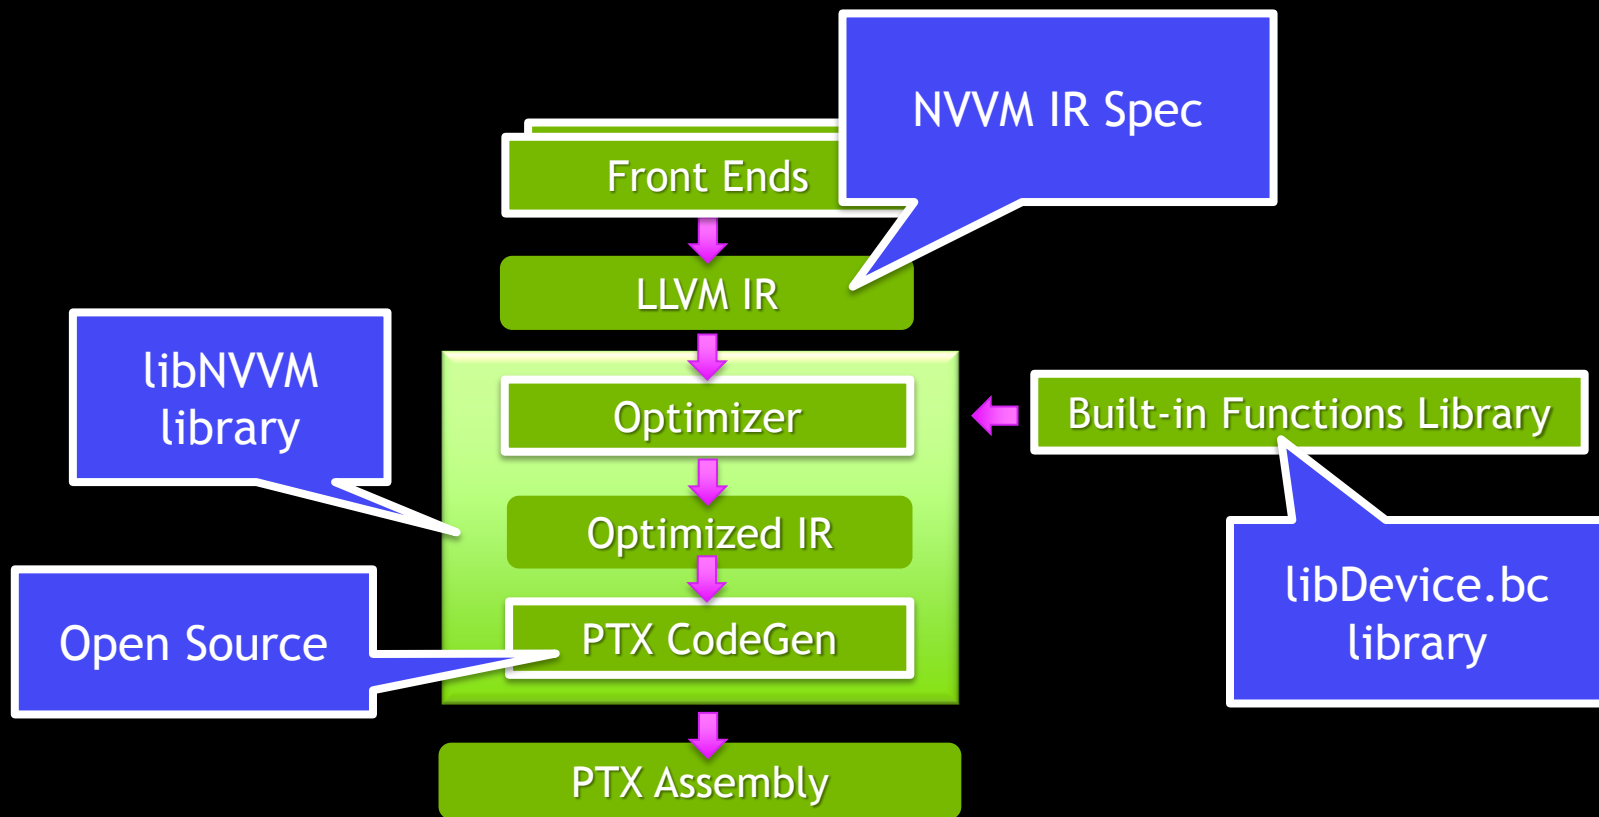 NVVM IR Spec
Front Ends
LLVM IR
libNVVM
library
Optimizer
Built-in Functions Library
Optimized IR
libDevice.bc
library
Open Source
PTX CodeGen
PTX Assembly